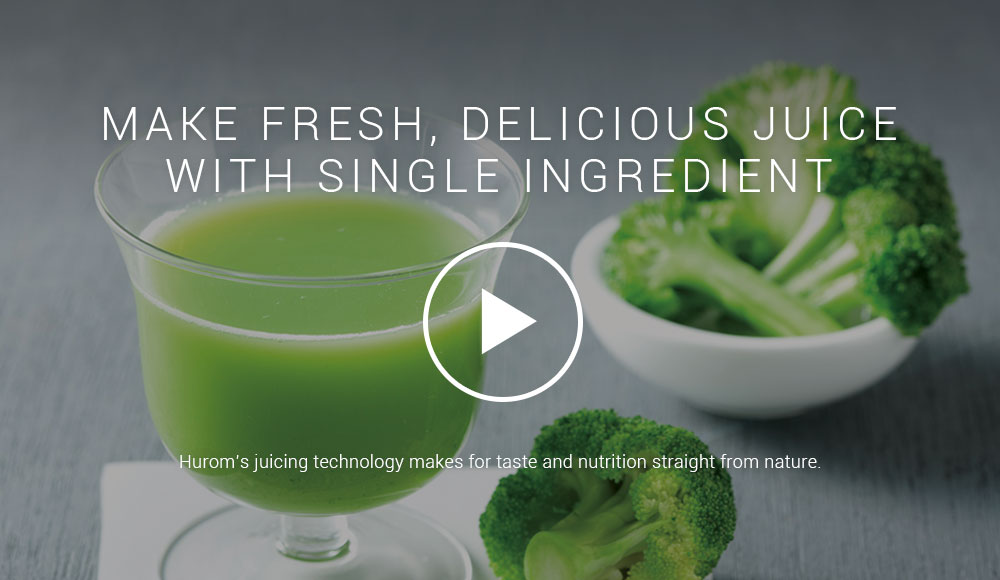 MAKE FRESH, DELICIOUS JUICE
WITH SINGLE INGREDIENT
Hurom's juicing technology makes for taste and nutrition straight from nature.